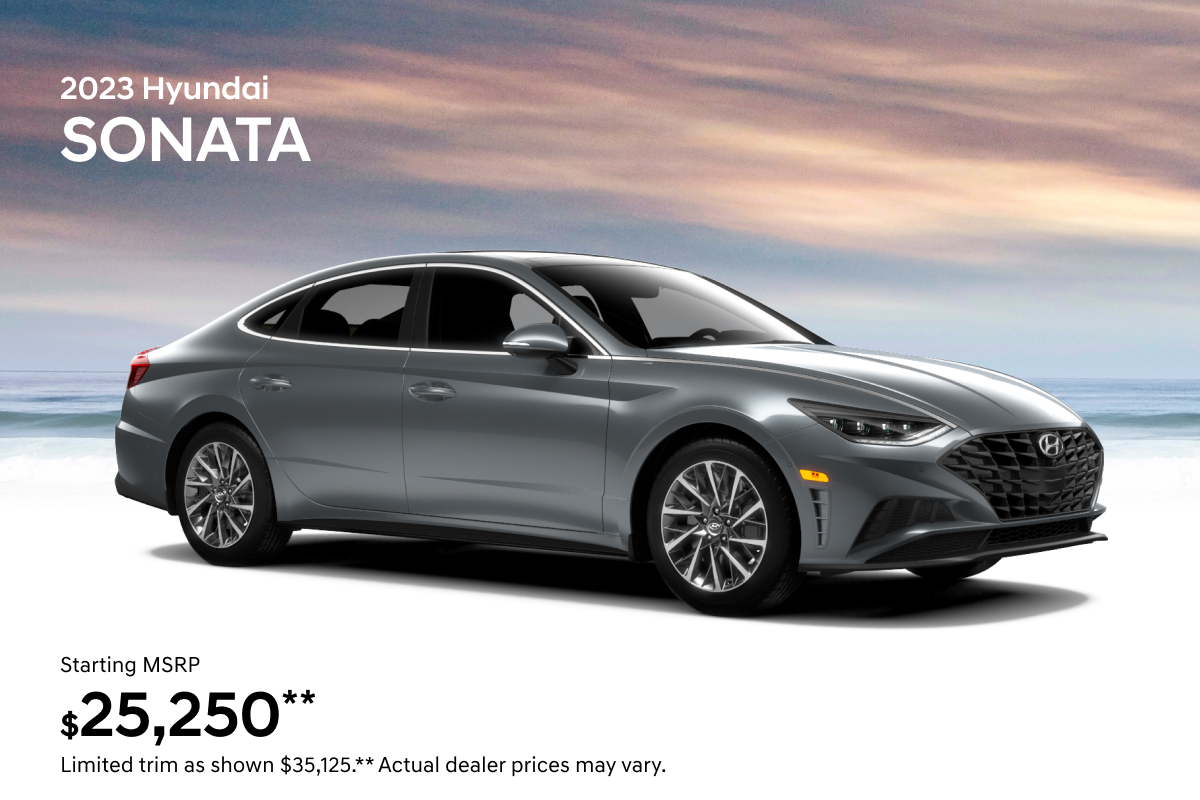 2023 Hyundai
SONATA
Starting MSRP
$25,250**
Limited trim as shown $35,125.** Actual dealer prices may vary.